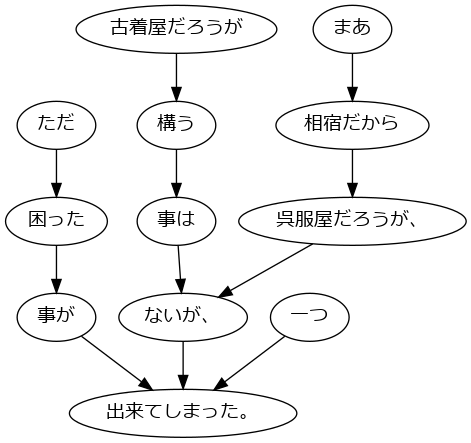 古着屋だろうが
まあ
ただ
構う
相宿だから
困った
事は
呉服屋だろうが、
事が
ないが、
一つ
出来てしまった。